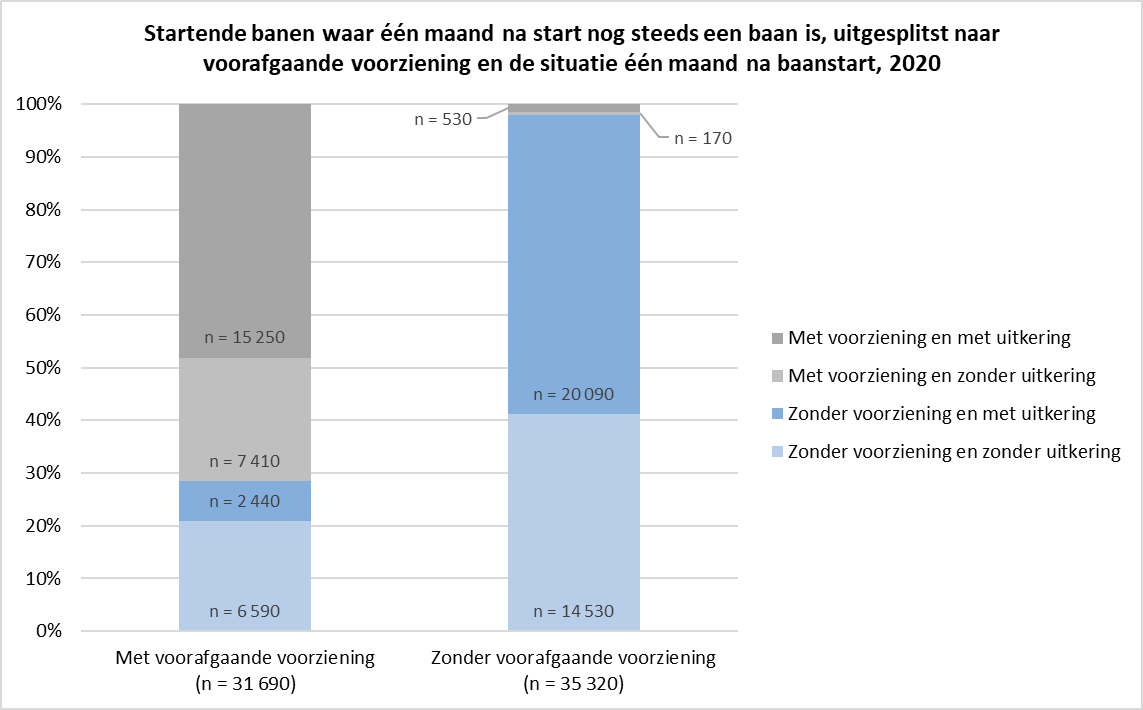 Startende banen waar één maand na start nog steeds een baan is, uitgesplitst naar
voorafgaande voorziening en de situatie één maand na baanstart, 2020
100%
90%
80%
70%
60%
50%
40%
30%
20%
10%
0%
n = 15 250
n = 7 410
n = 2 440
n = 6 590
n = 530
n = 170
n = 20 090
n = 14 530
Met voorafgaande voorziening
(n = 31 690)
Zonder voorafgaande voorziening
(n = 35 320)
Met voorziening en met uitkering
Met voorziening en zonder uitkering
Zonder voorziening en met uitkering
Zonder voorziening en zonder uitkering